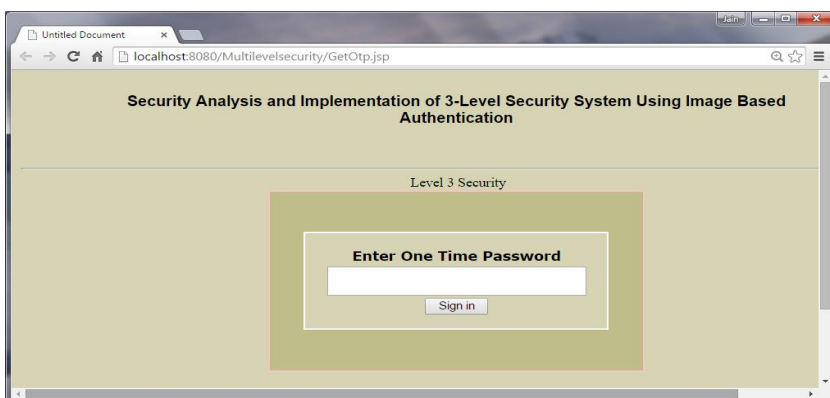 Jain
Untitled Document
localhost:8080/Multilevelsecurity/GetOtp.jsp
Security Analysis and Implementation of 3-Level Security System Using Image Based
Authentication
Level 3 Security
Enter One Time Password
Sign in